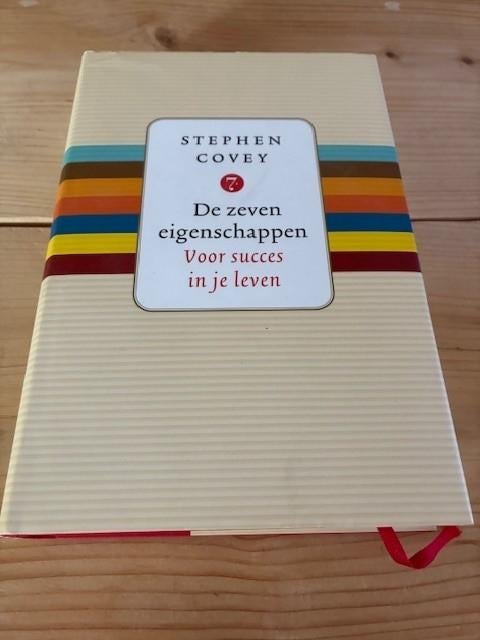 STEPHEN
COVEY
7
De zeven
eigenschappen
Voor succes
in je leven